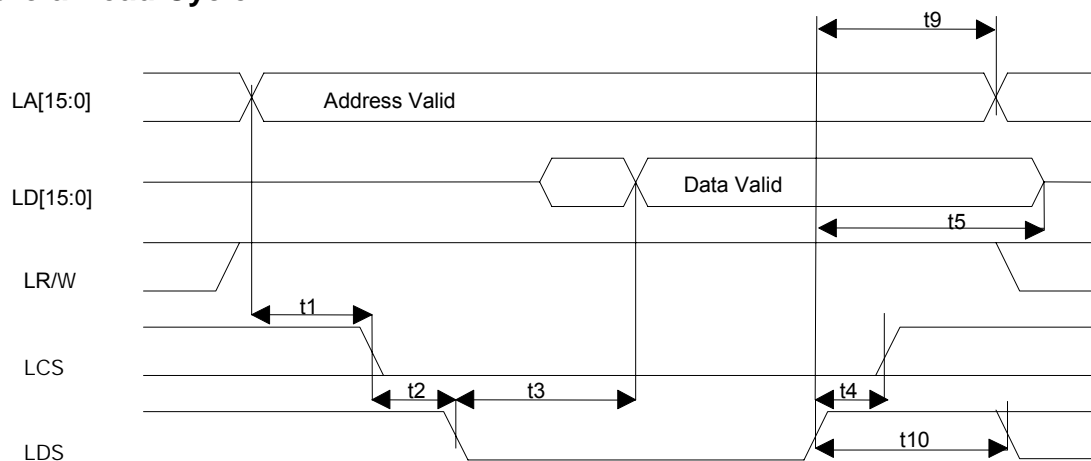 t9
LA[15:0]
Address Valid
LD[15:0]
Data Valid
t5
LR/W
t1
LCS
t2
t3
t4
t10
LDS